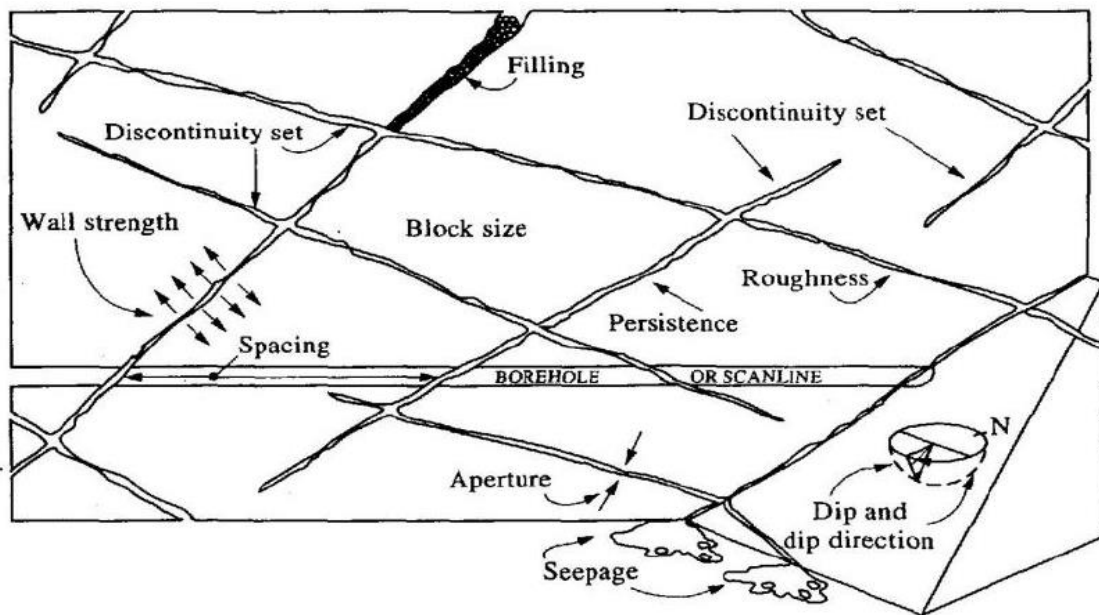 Filling
Discontinuity set
Discontinuity set
Wall strength
Block size
Roughness
Persistence
Spacing
BOREHOLE OR SCANLINE
N
Aperture
Dip and
dip direction
Seepage